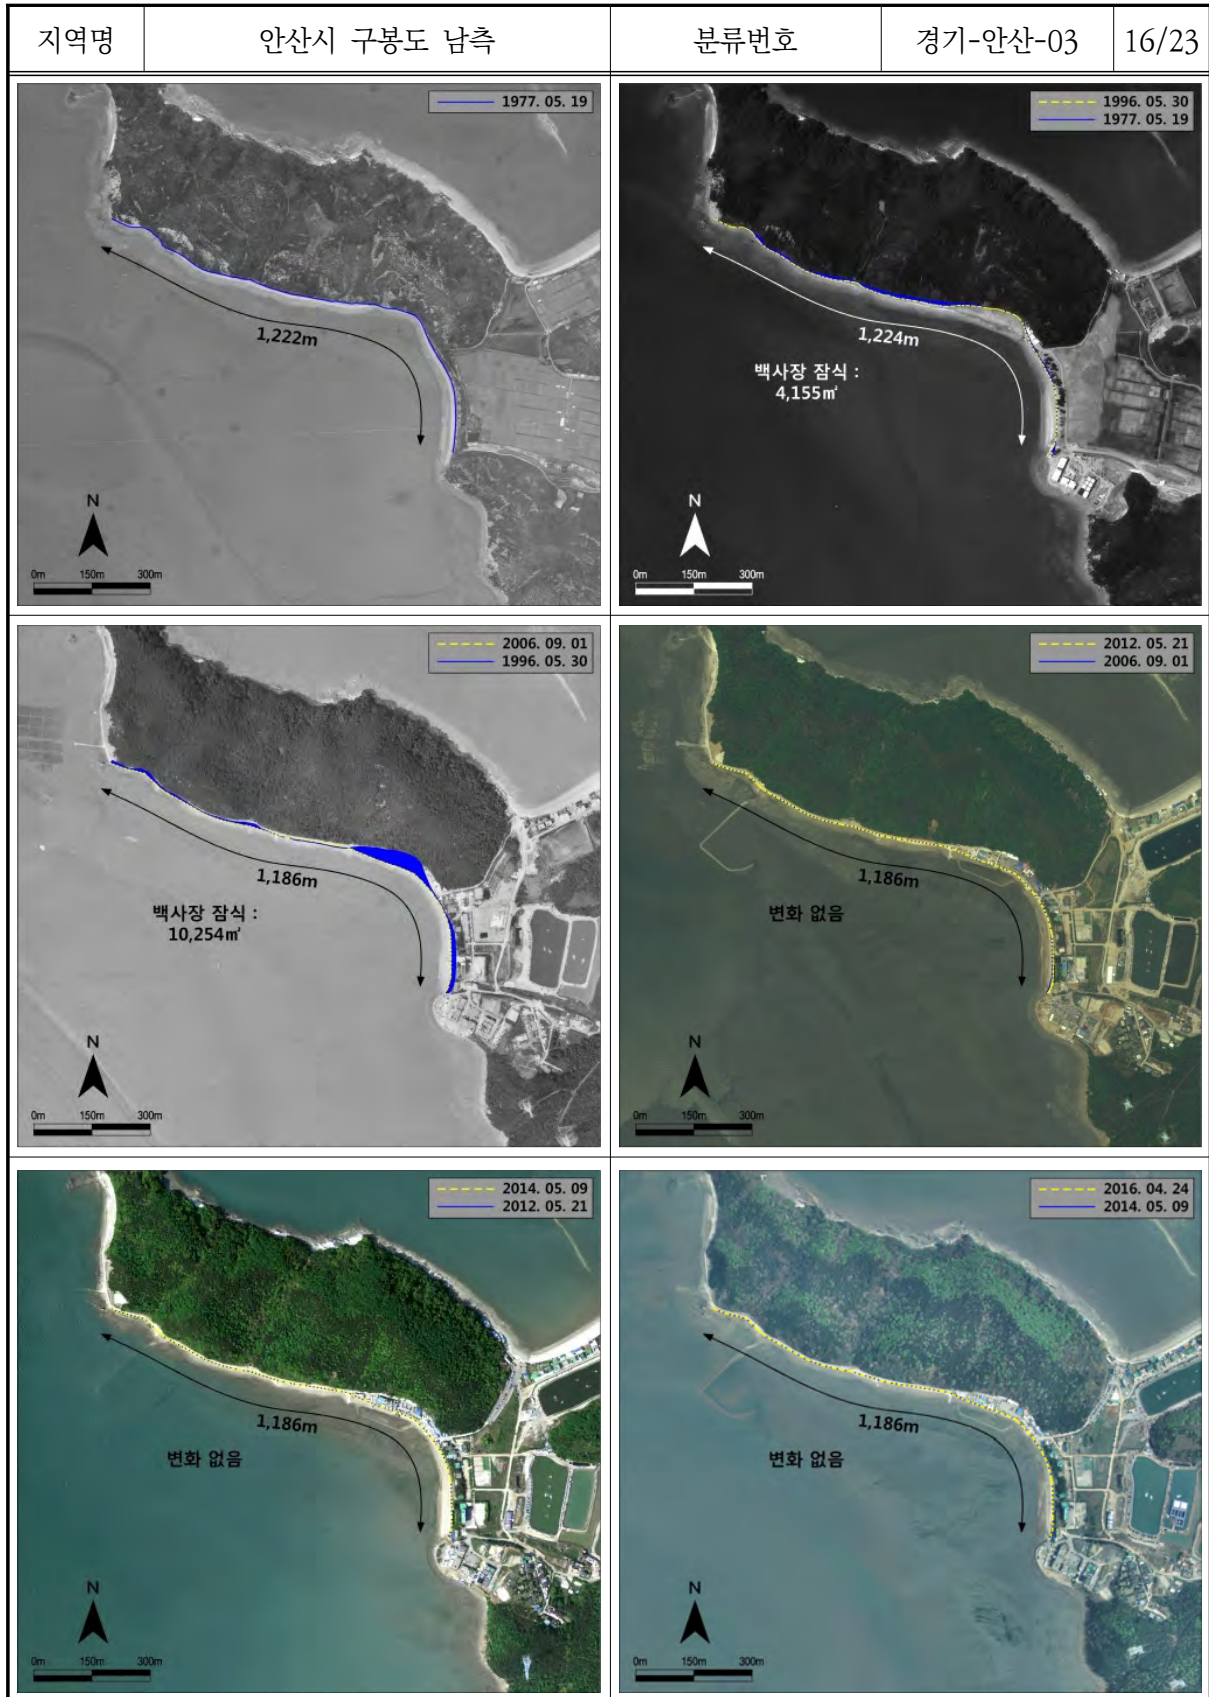 지역명 안산시 구봉도 남측 분류번호 경기-안산-03 16/23
1977. 05. 19
1,222m
N
0m 150m 300m
1996. 05. 30
1977. 05. 19
1,224m
백사장 잠식 :
4,155㎡
N
0m 150m 300m
2006. 09. 01
1996. 05. 30
1,186m
백사장 잠식 :
10,254㎡
N
0m 150m 300m
2012. 05. 21
2006. 09. 01
1,186m
변화 없음
N
0m 150m 300m
2014. 05. 09
2012. 05. 21
1,186m
변화 없음
N
0m 150m 300m
2016. 04. 24
2014. 05. 09
1,186m
변화 없음
N
0m 150m 300m